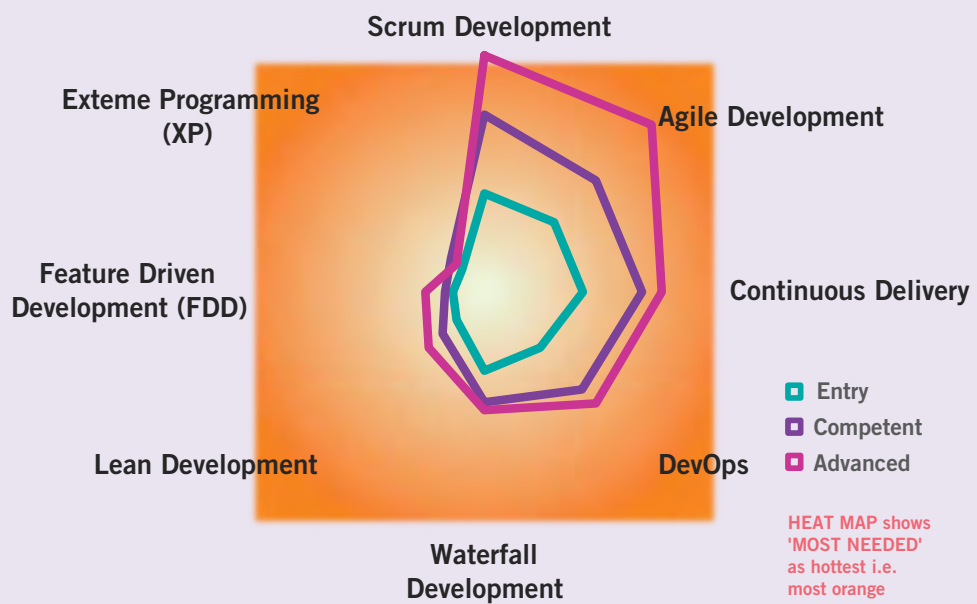 Scrum Development
Exteme Programming
(XP)
Agile Development
Feature Driven
Development (FDD)
Continuous Delivery
Entry
Competent
Advanced
Lean Development
DevOps
Waterfall
Development
HEAT MAP shows
'MOST NEEDED'
as hottest i.e.
most orange